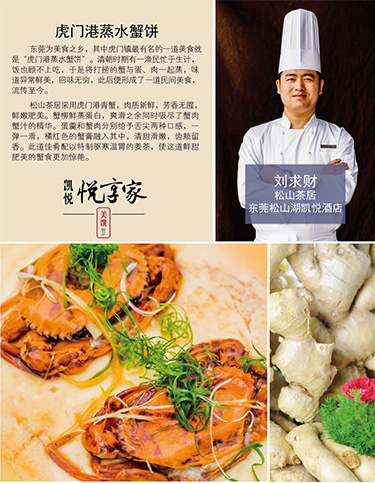 虎门港蒸水蟹饼
东莞为美食之乡，其中虎门镇最有名的一道美食就
是“虎门港蒸水蟹饼”。清朝时期有一渔民忙于生计，
饭也顾不上吃，于是将打捞的蟹与蛋、肉一起蒸，味
道异常鲜美，回味无穷，此后便形成了一道民间美食，
流传至今。
松山茶居采用虎门港青蟹，肉质新鲜，芳香无腥，
鲜嫩肥美。蟹柳鲜蒸蛋白，爽滑之余同时吸尽了蟹肉
蟹汁的精华。蛋羹和蟹肉分别给予舌尖两种口感，一
弹一滑，橘红色的蟹膏融入其中，清甜滑嫩，齿颊留
香。此道佳肴配以特制驱寒温胃的姜茶，使这道鲜甜
肥美的蟹食更加惊艳。
凯悦 悦享家
美馔 II
刘求财
松山茶居
东莞松山湖凯悦酒店